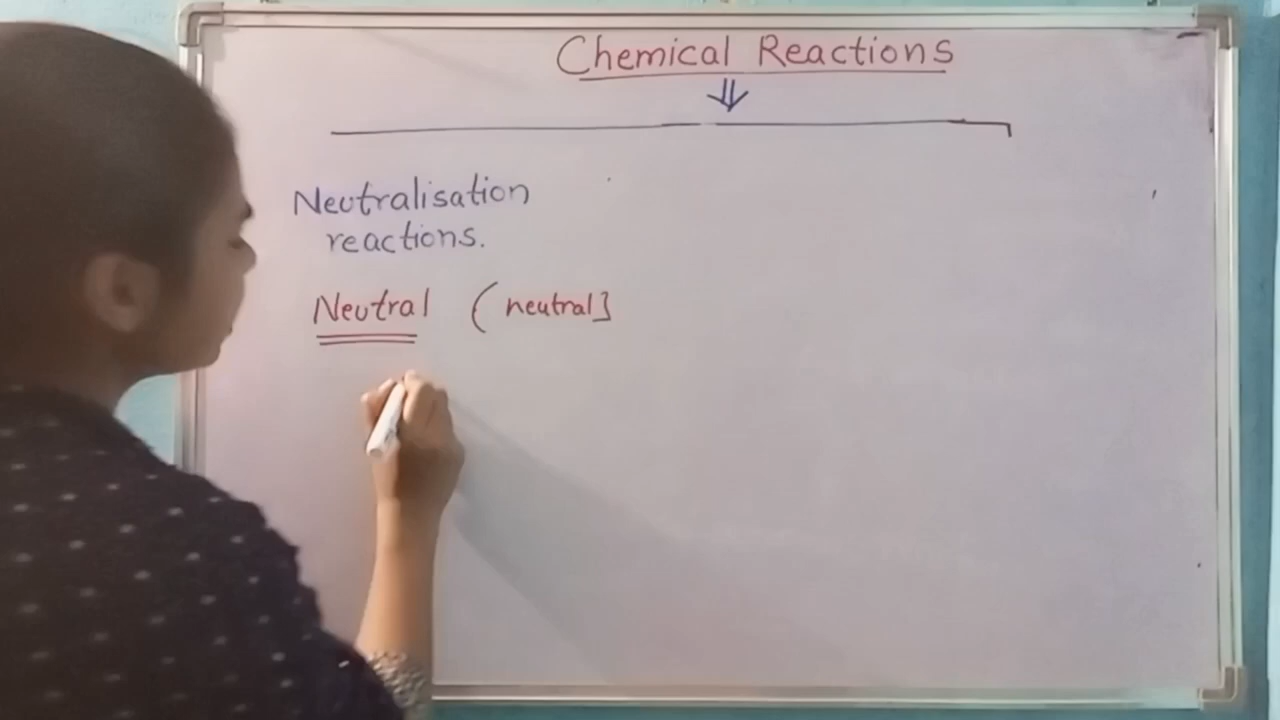 Chemical Reactions
Neutralisation
reactions.
Neutral ( neutral ]